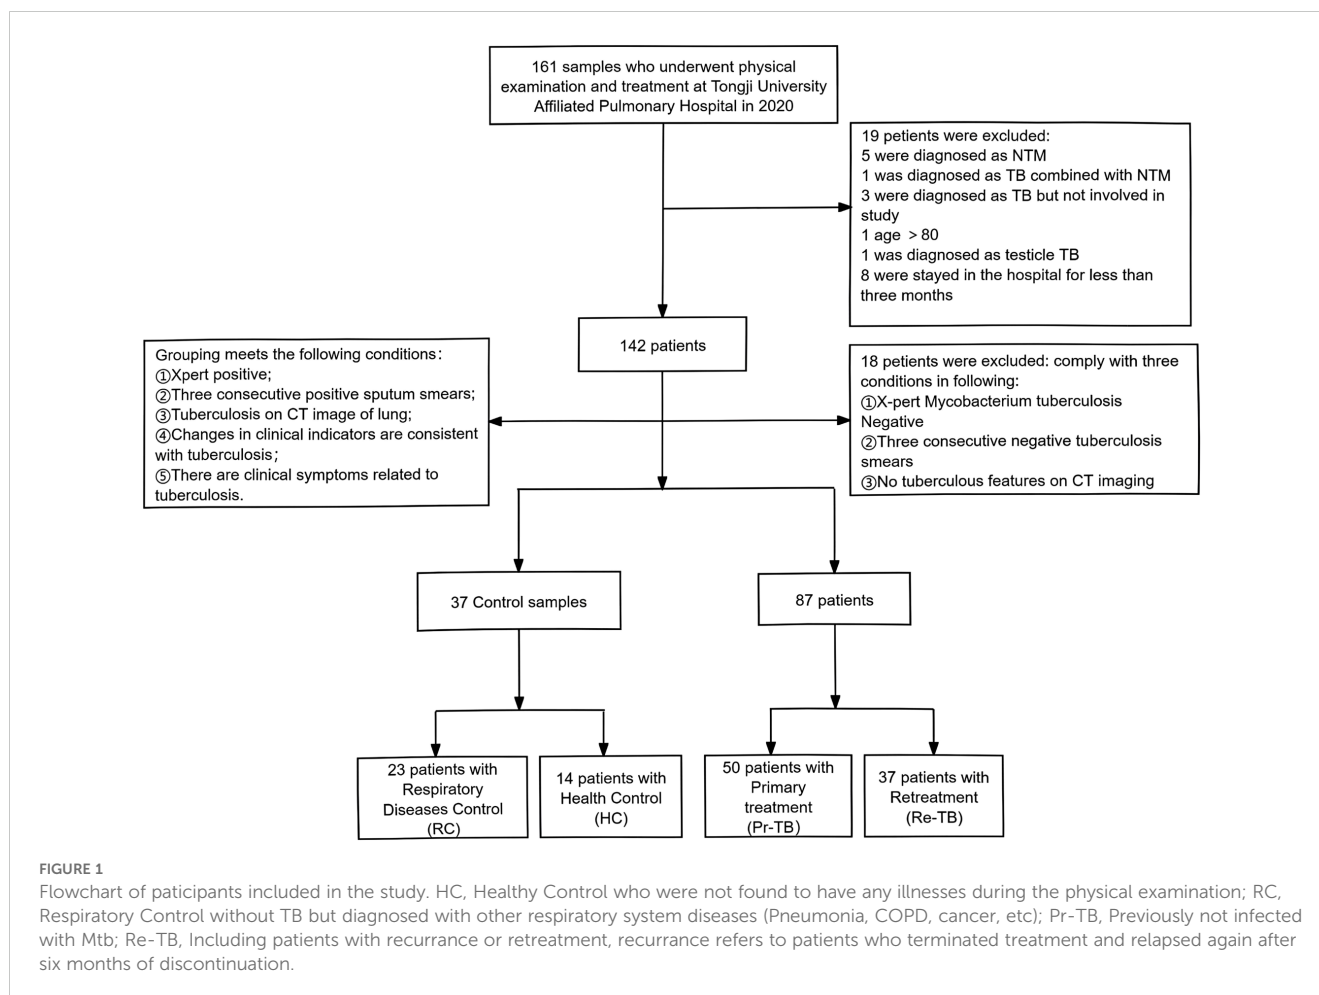 161 samples who underwent physical
examination and treatment at Tongji University
Affiliated Pulmonary Hospital in 2020
19 petients were excluded:
5 were diagnosed as NTM
1 was diagnosed as TB combined with NTM
3 were diagnosed as TB but not involved in
study
1 age > 80
1 was diagnosed as testicle TB
8 were stayed in the hospital for less than
three months
142 patients
Grouping meets the following conditions:
①Xpert positive;
②Three consecutive positive sputum smears;
③Tuberculosis on CT image of lung;
④Changes in clinical indicators are consistent
with tuberculosis;
⑤There are clinical symptoms related to
tuberculosis.
18 petients were excluded: comply with three
conditions in following:
①X-pert Mycobacterium tuberculosis
Negative
②Three consecutive negative tuberculosis
smears
③No tuberculous features on CT imaging
37 Control samples
87 patients
23 patients with
Respiratory
Diseases Control
(RC)
14 patients with
Health Control
(HC)
50 patients with
Primary
treatment
(Pr-TB)
37 patients with
Retreatment
(Re-TB)
FIGURE 1
Flowchart of paticipants included in the study. HC, Healthy Control who were not found to have any illnesses during the physical examination; RC,
Respiratory Control without TB but diagnosed with other respiratory system diseases (Pneumonia, COPD, cancer, etc); Pr-TB, Previously not infected
with Mtb; Re-TB, Including patients with recurrance or retreatment, recurrance refers to patients who terminated treatment and relapsed again after
six months of discontinuation.